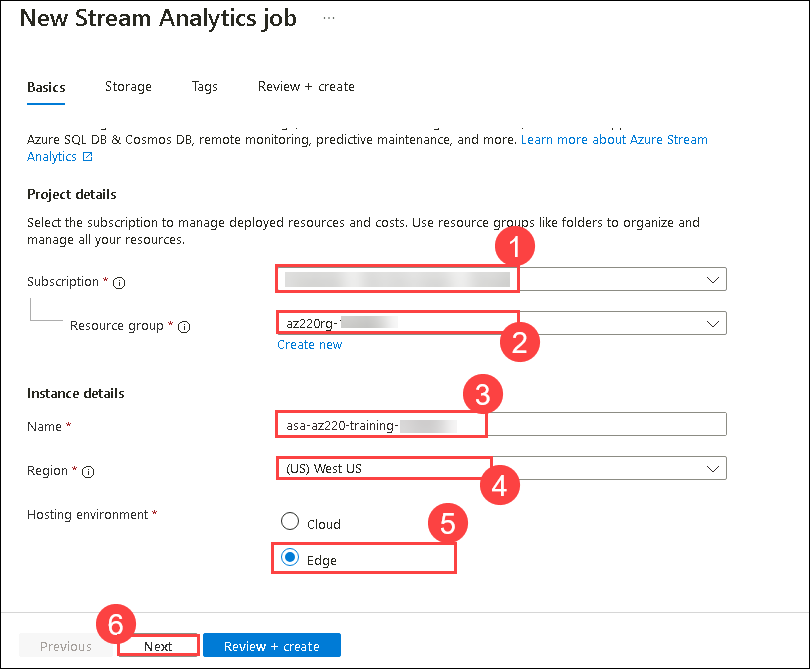 New Stream Analytics job ...
Basics Storage Tags Review + create
Azure SQL DB & Cosmos DB, remote monitoring, predictive maintenance, and more. Learn more about Azure Stream
Analytics
Project details
Select the subscription to manage deployed resources and costs. Use resource groups like folders to organize and
manage all your resources.
1
Subscription *
Resource group * az220rg-
2
Create new
Instance details
3
Name * asa-az220-training-
Region * (US) West US
4
Hosting environment *
5
Cloud
Edge
6
Previous Next Review + create